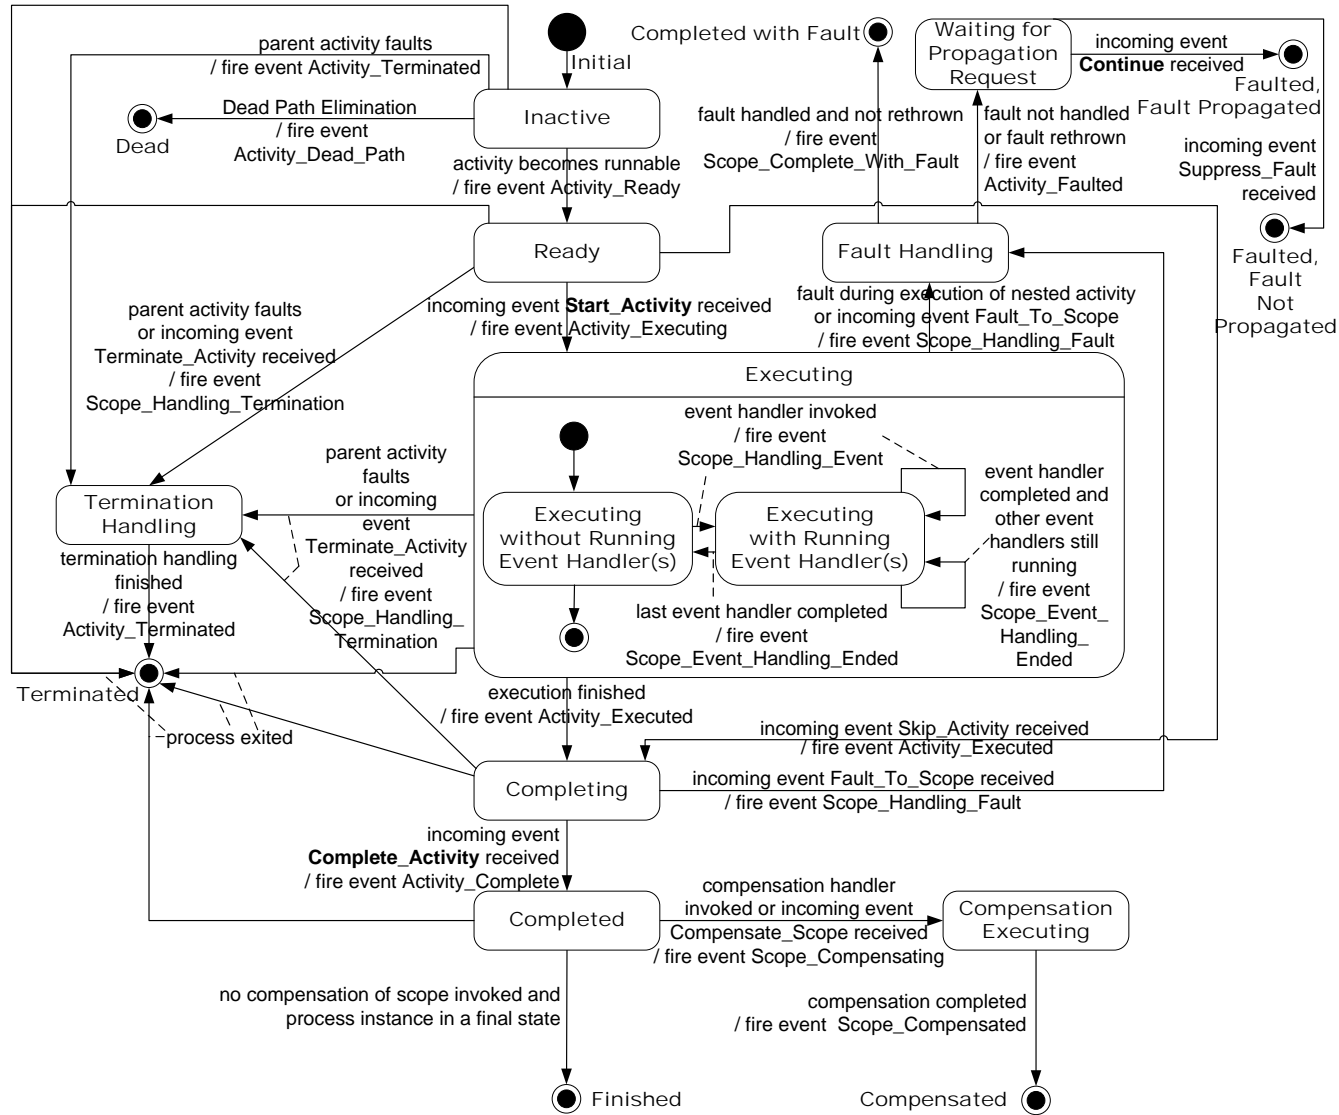 parent activity faults
/ fire event Activity_Terminated
Initial
Completed with Fault
Waiting for
Propagation
Request
incoming event
Continue received
Faulted,
Fault Propagated
Dead Path Elimination
/ fire event
Activity_Dead_Path
Dead
Inactive
activity becomes runnable
/ fire event Activity_Ready
fault handled and not rethrown
/ fire event
Scope_Complete_With_Fault
fault not handled
or fault rethrown
/ fire event
Activity_Faulted
incoming event
Suppress_Fault
received
Faulted,
Fault
Not
Propagated
Ready
Fault Handling
parent activity faults
or incoming event
Terminate_Activity received
/ fire event
Scope_Handling_Termination
incoming event Start_Activity received
/ fire event Activity_Executing
fault during execution of nested activity
or incoming event Fault_To_Scope
/ fire event Scope_Handling_Fault
Executing
event handler invoked
/ fire event
Scope_Handling_Event
event handler
completed and
other event
handlers still
running
/ fire event
Scope_Event_
Handling_
Ended
parent activity
faults
or incoming
event
Terminate_Activity
received
/ fire event
Scope_Handling_
Termination
Termination
Handling
Executing
without Running
Event Handler(s)
Executing
with Running
Event Handler(s)
termination handling
finished
/ fire event
Activity_Terminated
last event handler completed
/ fire event
Scope_Event_Handling_Ended
Terminated
process exited
execution finished
/ fire event Activity_Executed
incoming event Skip_Activity received
/ fire event Activity_Executed
Completing
incoming event Fault_To_Scope received
/ fire event Scope_Handling_Fault
incoming event
Complete_Activity received
/ fire event Activity_Complete
Completed
compensation handler
invoked or incoming event
Compensate_Scope received
/ fire event Scope_Compensating
Compensation
Executing
no compensation of scope invoked and
process instance in a final state
compensation completed
/ fire event Scope_Compensated
Finished
Compensated